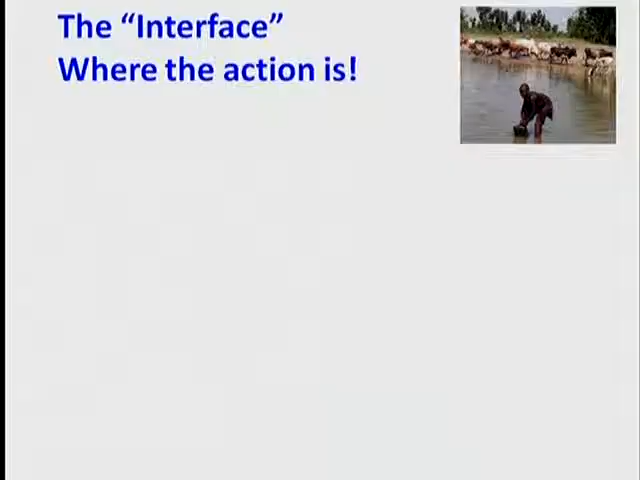 The “Interface”
Where the action is!